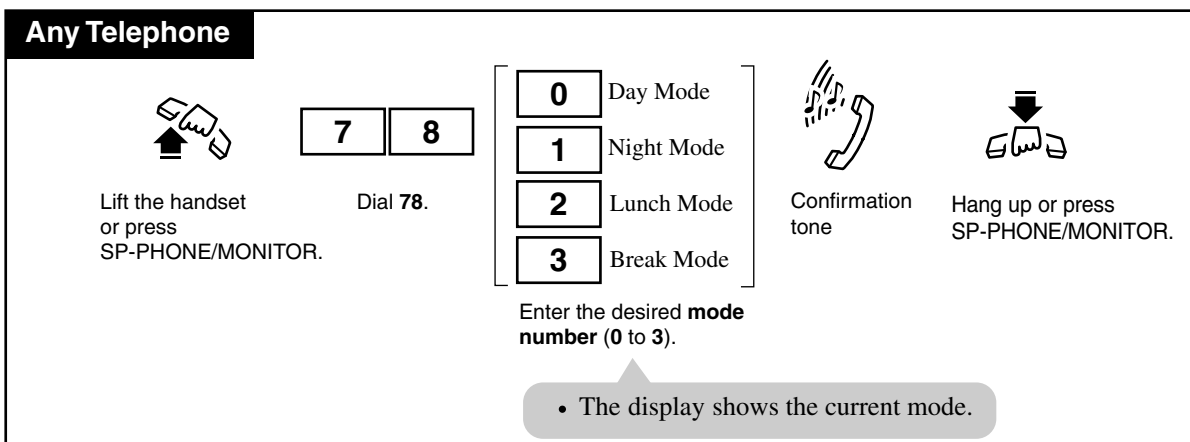 Any Telephone
Lift the handset
or press
SP-PHONE/MONITOR.
7 8
Dial 78.
0 Day Mode
1 Night Mode
2 Lunch Mode
3 Break Mode
Enter the desired mode
number (0 to 3).
• The display shows the current mode.
Confirmation
tone
Hang up or press
SP-PHONE/MONITOR.